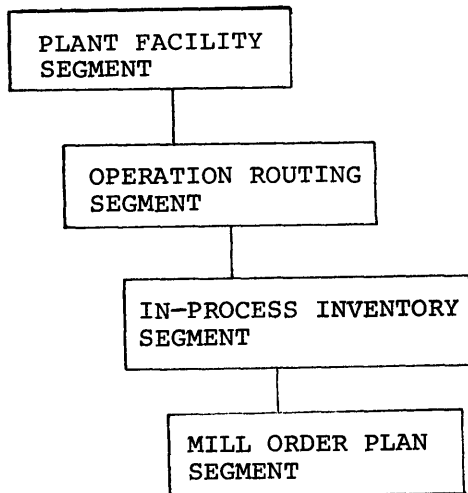 PLANT FACILITY
SEGMENT
OPERATION ROUTING
SEGMENT
IN-PROCESS INVENTORY
SEGMENT
MILL ORDER PLAN
SEGMENT